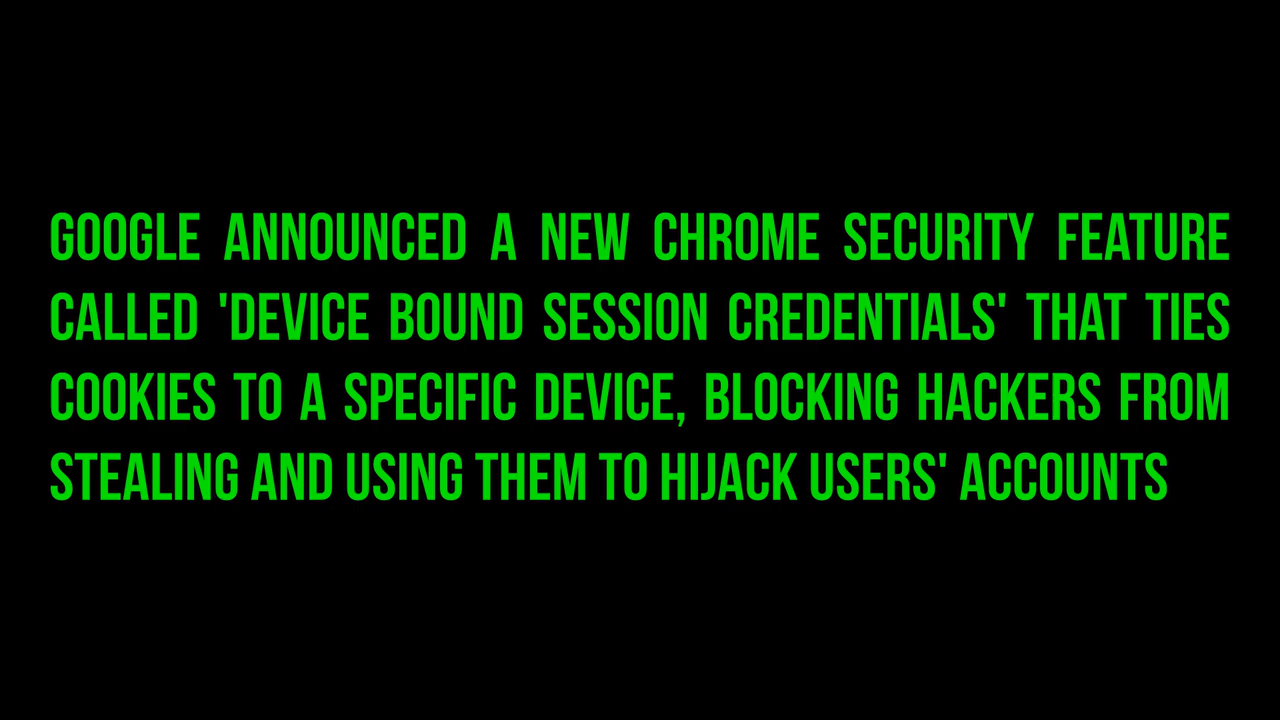 GOOGLE ANNOUNCED A NEW CHROME SECURITY FEATURE
CALLED 'DEVICE BOUND SESSION CREDENTIALS' THAT TIES
COOKIES TO A SPECIFIC DEVICE, BLOCKING HACKERS FROM
STEALING AND USING THEM TO HIJACK USERS' ACCOUNTS